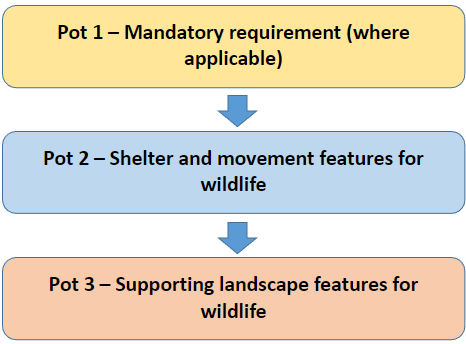 Pot 1 – Mandatory requirement (where
applicable)
Pot 2 – Shelter and movement features for
wildlife
Pot 3 – Supporting landscape features for
wildlife